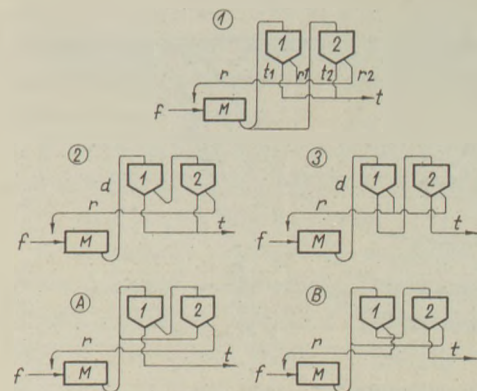 1
1 2
t1 r1 t2 r2
r
f M t
2 3
d 1 2 d 1 2
r r
f M t f M t
A B
1 2 1 2
r t r t
f M f M